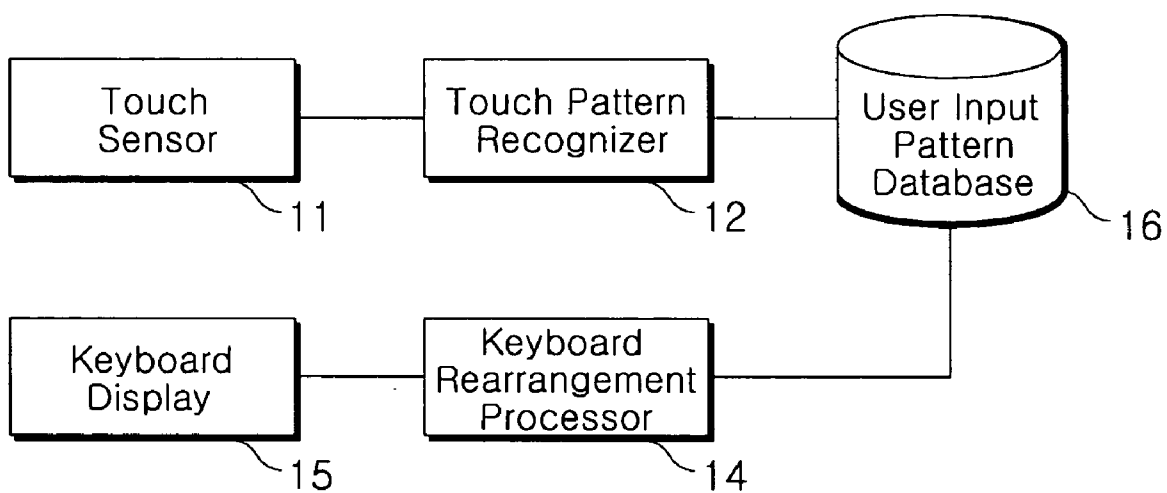 Touch
Sensor
11
Touch Pattern
Recognizer
12
User Input
Pattern
Database
16
Keyboard
Display
15
Keyboard
Rearrangement
Processor
14